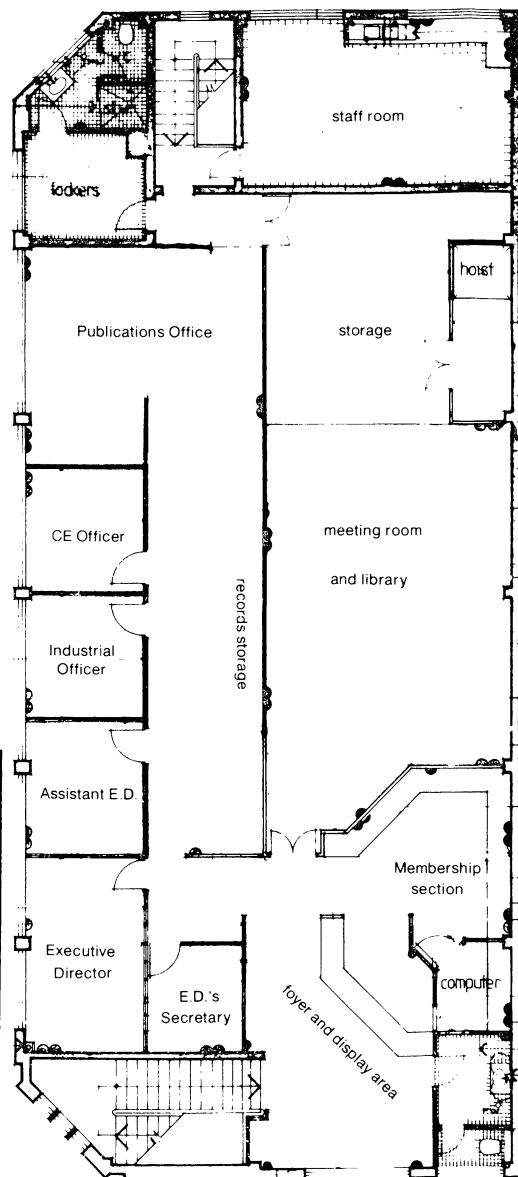 staff room
lockers
hoist
Publications Office
storage
CE Officer
meeting room
and library
records storage
Industrial
Officer
Assistant E.D.
Membership
section
Executive
Director
E.D.'s
Secretary
computer
foyer and display area